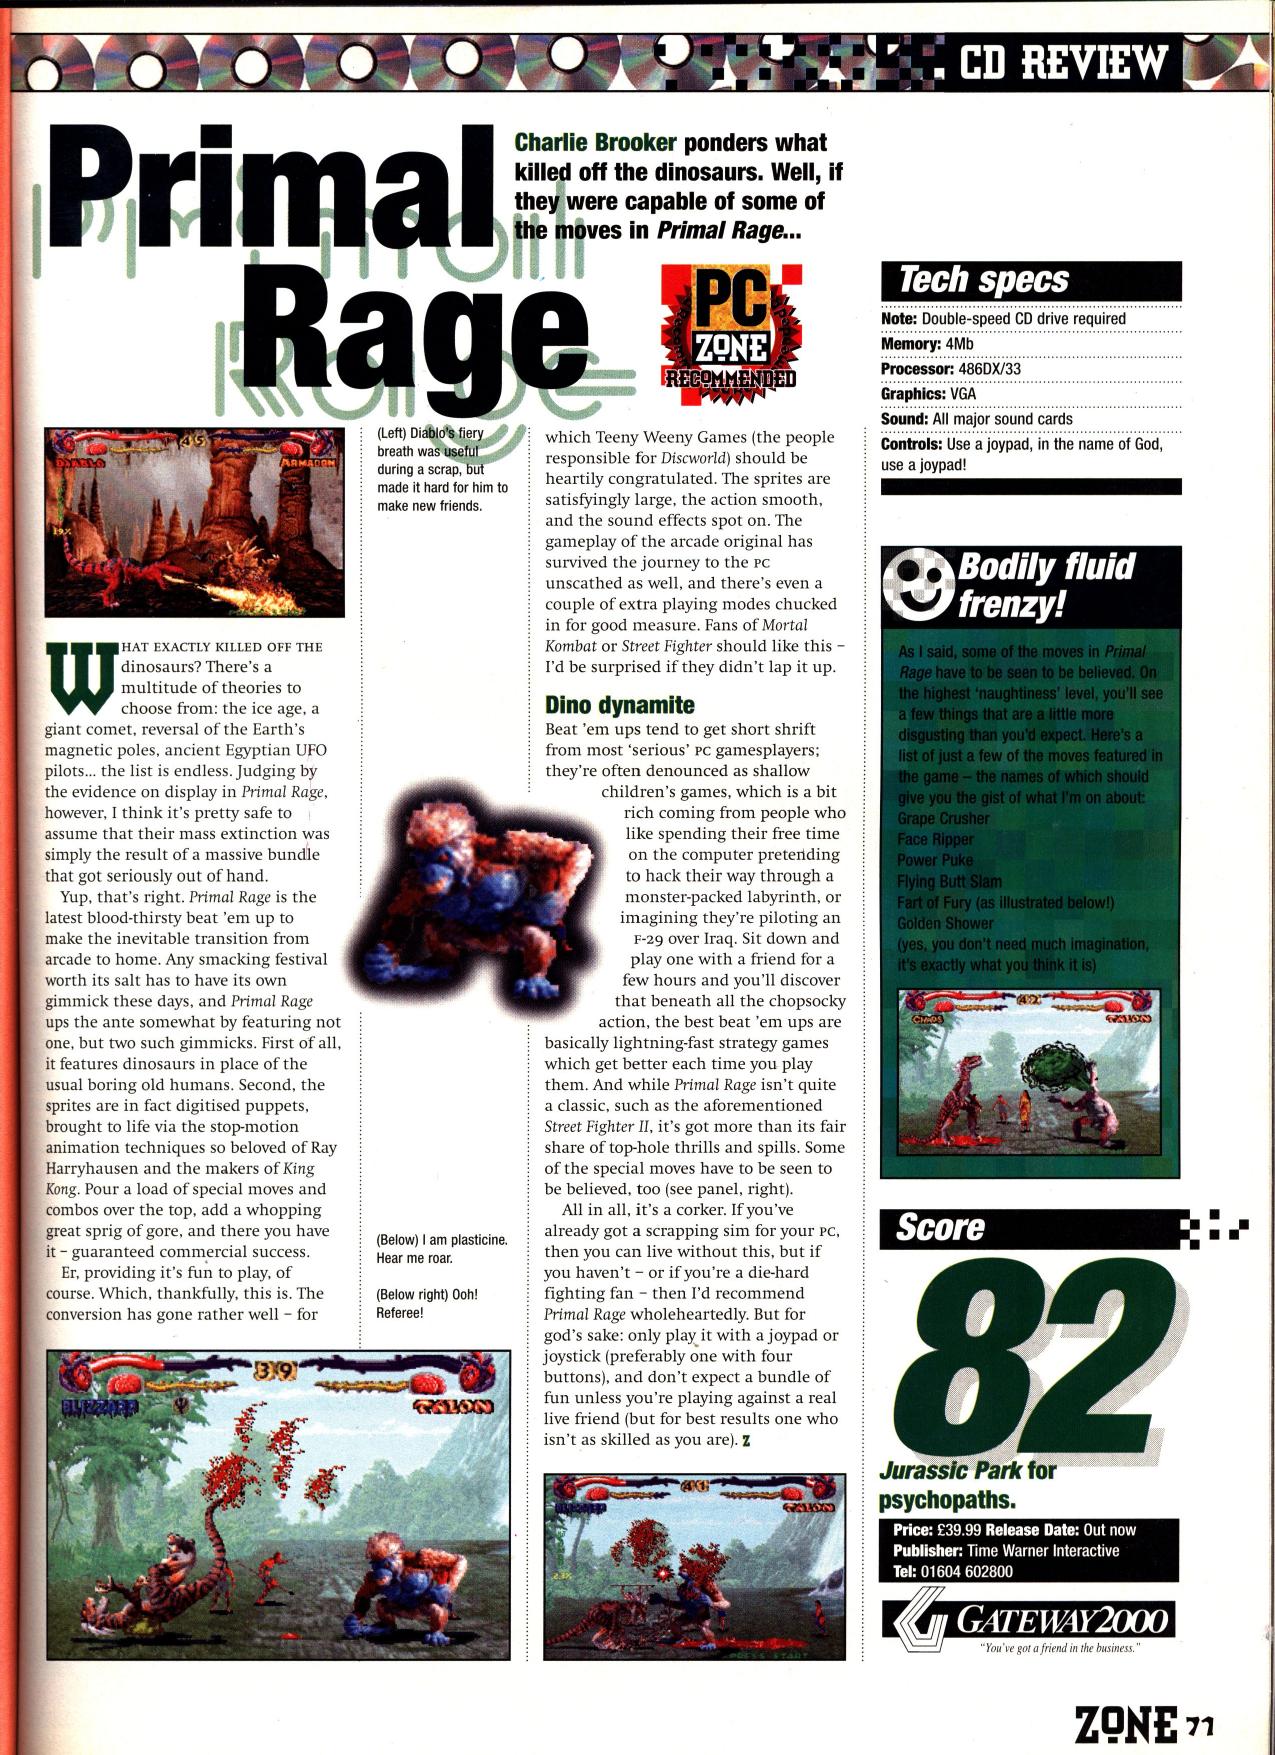 CD REVIEW
Primal
Rage
Charlie Brooker ponders what
killed off the dinosaurs. Well, if
they were capable of some of
the moves in Primal Rage...
PC
ZONE
RECOMMENDED
Tech specs
Note: Double-speed CD drive required
Memory: 4Mb
Processor: 486DX/33
Graphics: VGA
Sound: All major sound cards
Controls: Use a joypad, in the name of God,
use a joypad!
45
DIABLO
ARMADON
19%
(Left) Diablo's fiery
breath was useful
during a scrap, but
made it hard for him to
make new friends.
WHAT EXACTLY KILLED OFF THE
dinosaurs? There's a
multitude of theories to
choose from: the ice age, a
giant comet, reversal of the Earth's
magnetic poles, ancient Egyptian UFO
pilots... the list is endless. Judging by
the evidence on display in Primal Rage,
however, I think it's pretty safe to
assume that their mass extinction was
simply the result of a massive bundle
that got seriously out of hand.
Yup, that's right. Primal Rage is the
latest blood-thirsty beat 'em up to
make the inevitable transition from
arcade to home. Any smacking festival
worth its salt has to have its own
gimmick these days, and Primal Rage
ups the ante somewhat by featuring not
one, but two such gimmicks. First of all,
it features dinosaurs in place of the
usual boring old humans. Second, the
sprites are in fact digitised puppets,
brought to life via the stop-motion
animation techniques so beloved of Ray
Harryhausen and the makers of King
Kong. Pour a load of special moves and
combos over the top, add a whopping
great sprig of gore, and there you have
it – guaranteed commercial success.
Er, providing it's fun to play, of
course. Which, thankfully, this is. The
conversion has gone rather well – for
which Teeny Weeny Games (the people
responsible for Discworld) should be
heartily congratulated. The sprites are
satisfyingly large, the action smooth,
and the sound effects spot on. The
gameplay of the arcade original has
survived the journey to the PC
unscathed as well, and there's even a
couple of extra playing modes chucked
in for good measure. Fans of Mortal
Kombat or Street Fighter should like this –
I'd be surprised if they didn't lap it up.
Dino dynamite
Beat 'em ups tend to get short shrift
from most 'serious' PC gamesplayers;
they're often denounced as shallow
children's games, which is a bit
rich coming from people who
like spending their free time
on the computer pretending
to hack their way through a
monster-packed labyrinth, or
imagining they're piloting an
F-29 over Iraq. Sit down and
play one with a friend for a
few hours and you'll discover
that beneath all the chopsocky
action, the best beat 'em ups are
basically lightning-fast strategy games
which get better each time you play
them. And while Primal Rage isn't quite
a classic, such as the aforementioned
Street Fighter II, it's got more than its fair
share of top-hole thrills and spills. Some
of the special moves have to be seen to
be believed, too (see panel, right).
All in all, it's a corker. If you've
already got a scrapping sim for your PC,
then you can live without this, but if
you haven't – or if you're a die-hard
fighting fan – then I'd recommend
Primal Rage wholeheartedly. But for
god's sake: only play it with a joypad or
joystick (preferably one with four
buttons), and don't expect a bundle of
fun unless you're playing against a real
live friend (but for best results one who
isn't as skilled as you are). Z
(Below) I am plasticine.
Hear me roar.
(Below right) Ooh!
Referee!
39
BLIZZARD
TALON
40
BLIZZARD
TALON
23%
PRESS START
Bodily fluid
frenzy!
As I said, some of the moves in Primal
Rage have to be seen to be believed. On
the highest 'naughtiness' level, you'll see
a few things that are a little more
disgusting than you'd expect. Here's a
list of just a few of the moves featured in
the game – the names of which should
give you the gist of what I'm on about:
Grape Crusher
Face Ripper
Power Puke
Flying Butt Slam
Fart of Fury (as illustrated below!)
Golden Shower
(yes, you don't need much imagination,
it's exactly what you think it is)
42
CHAOS
TALON
Score
82
Jurassic Park for
psychopaths.
Price: £39.99 Release Date: Out now
Publisher: Time Warner Interactive
Tel: 01604 602800
GATEWAY2000
"You've got a friend in the business."
ZONE 77